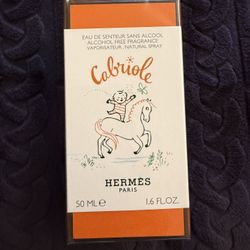 EAU DE SENTEUR SANS ALCOOL
ALCOHOL FREE FRAGRANCE
VAPORISATEUR . NATURAL SPRAY
Cabriole
HERMÈS
PARIS
50 ML ℮ 1.6 FL.OZ.